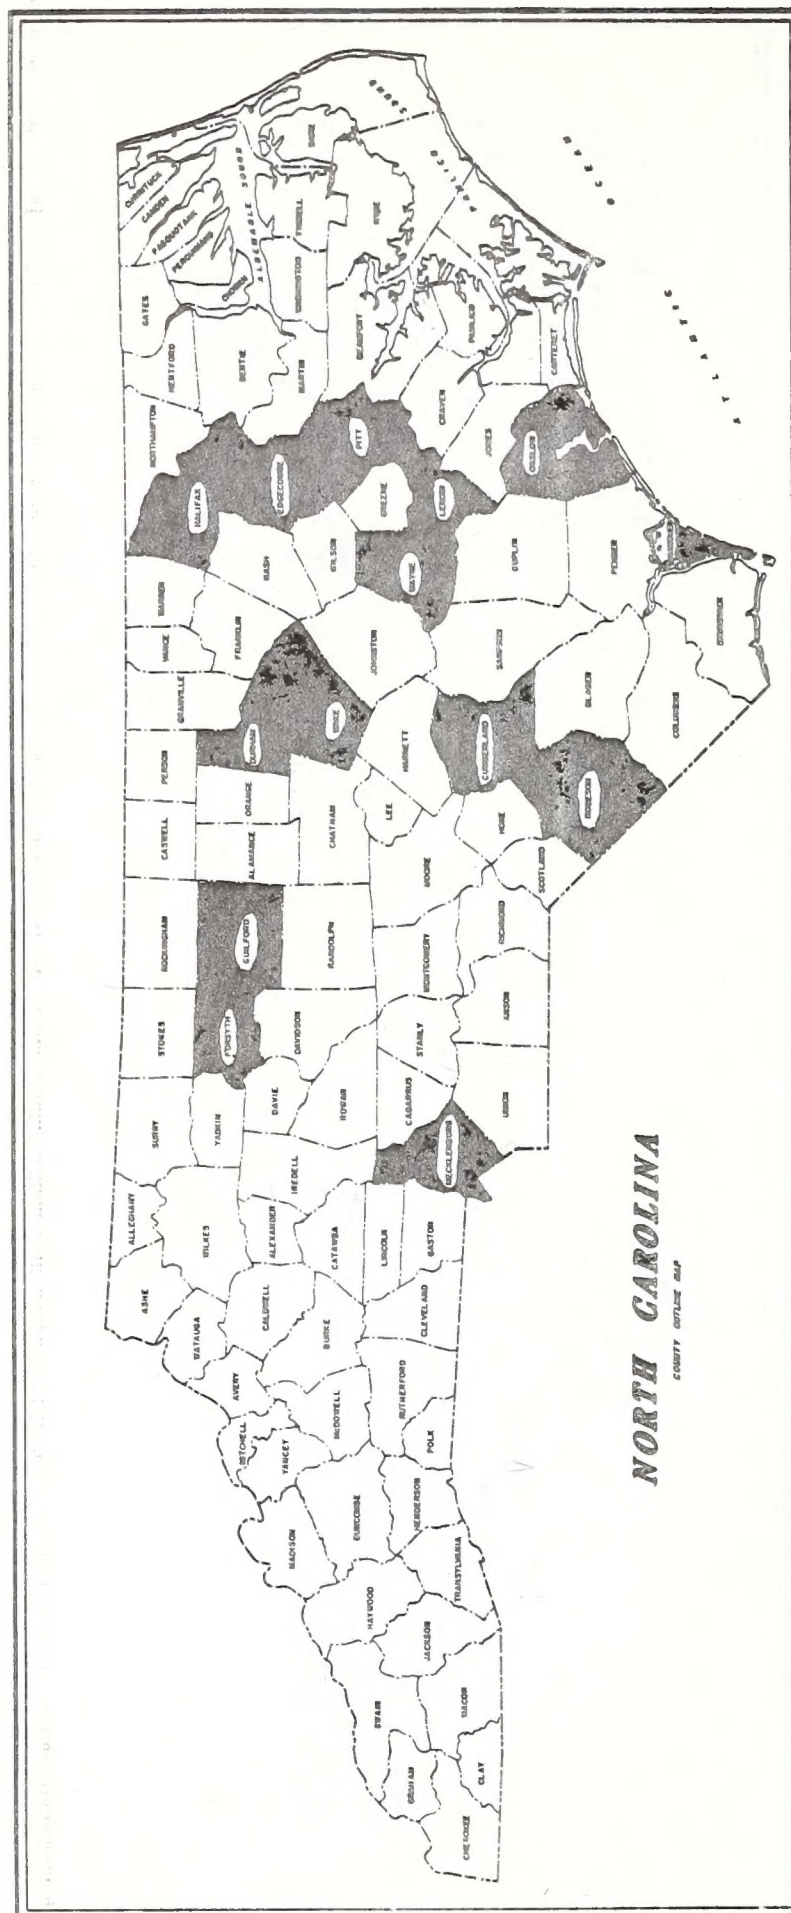 CURRITUCK
CAMDEN
PASQUOTANK
PERQUIMANS
CHOWAN
GATES
HERTFORD
NORTHAMPTON
BERTIE
MARTIN
WASHINGTON
TYRRELL
DARE
HYDE
BEAUFORT
PAMLICO
CRAVEN
CARTERET
JONES
ONSLOW
ALBEMARLE SOUND
PAMLICO
SOUND
ATLANTIC
OCEAN
HALIFAX
EDGECOMBE
PITT
GREENE
LENOIR
WAYNE
WILSON
NASH
WARREN
VANCE
FRANKLIN
GRANVILLE
JOHNSTON
DUPLIN
PENDER
SAMPSON
BLADEN
BRUNSWICK
COLUMBUS
PERSON
DURHAM
WAKE
HARNETT
CUMBERLAND
ROBESON
CASWELL
ORANGE
ALAMANCE
CHATHAM
LEE
MOORE
HOKE
SCOTLAND
ROCKINGHAM
GUILFORD
RANDOLPH
MONTGOMERY
RICHMOND
STOKES
FORSYTH
DAVIDSON
STANLY
ANSON
SURRY
YADKIN
DAVIE
ROWAN
CABARRUS
UNION
MECKLENBURG
IREDELL
ALLEGHANY
WILKES
ALEXANDER
CATAWBA
LINCOLN
GASTON
ASHE
WATAUGA
CALDWELL
BURKE
CLEVELAND
AVERY
MITCHELL
YANCEY
McDOWELL
RUTHERFORD
POLK
MADISON
BUNCOMBE
HENDERSON
HAYWOOD
TRANSYLVANIA
JACKSON
SWAIN
MACON
GRAHAM
CLAY
CHEROKEE
NORTH CAROLINA
COUNTY OUTLINE MAP